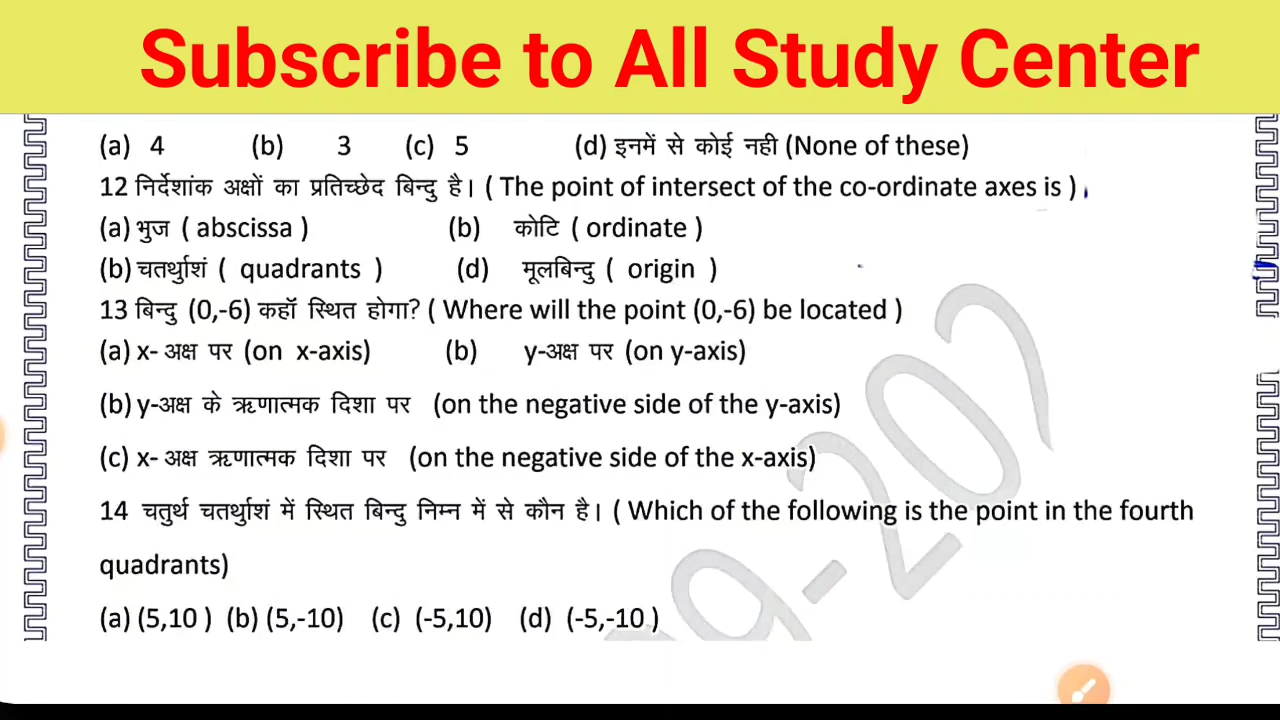 Subscribe to All Study Center
(a) 4 (b) 3 (c) 5 (d) इनमें से कोई नही (None of these)
12 निर्देशांक अक्षों का प्रतिच्छेद बिन्दु है। ( The point of intersect of the co-ordinate axes is )
(a) भुज ( abscissa ) (b) कोटि ( ordinate )
(b) चतर्थुाशं ( quadrants ) (d) मूलबिन्दु ( origin )
13 बिन्दु (0,-6) कहॉ स्थित होगा? ( Where will the point (0,-6) be located )
(a) x- अक्ष पर (on x-axis) (b) y-अक्ष पर (on y-axis)
(b) y-अक्ष के ऋणात्मक दिशा पर (on the negative side of the y-axis)
(c) x- अक्ष ऋणात्मक दिशा पर (on the negative side of the x-axis)
14 चतुर्थ चतर्थुाशं में स्थित बिन्दु निम्न में से कौन है। ( Which of the following is the point in the fourth
quadrants)
(a) (5,10 ) (b) (5,-10) (c) (-5,10) (d) (-5,-10 )